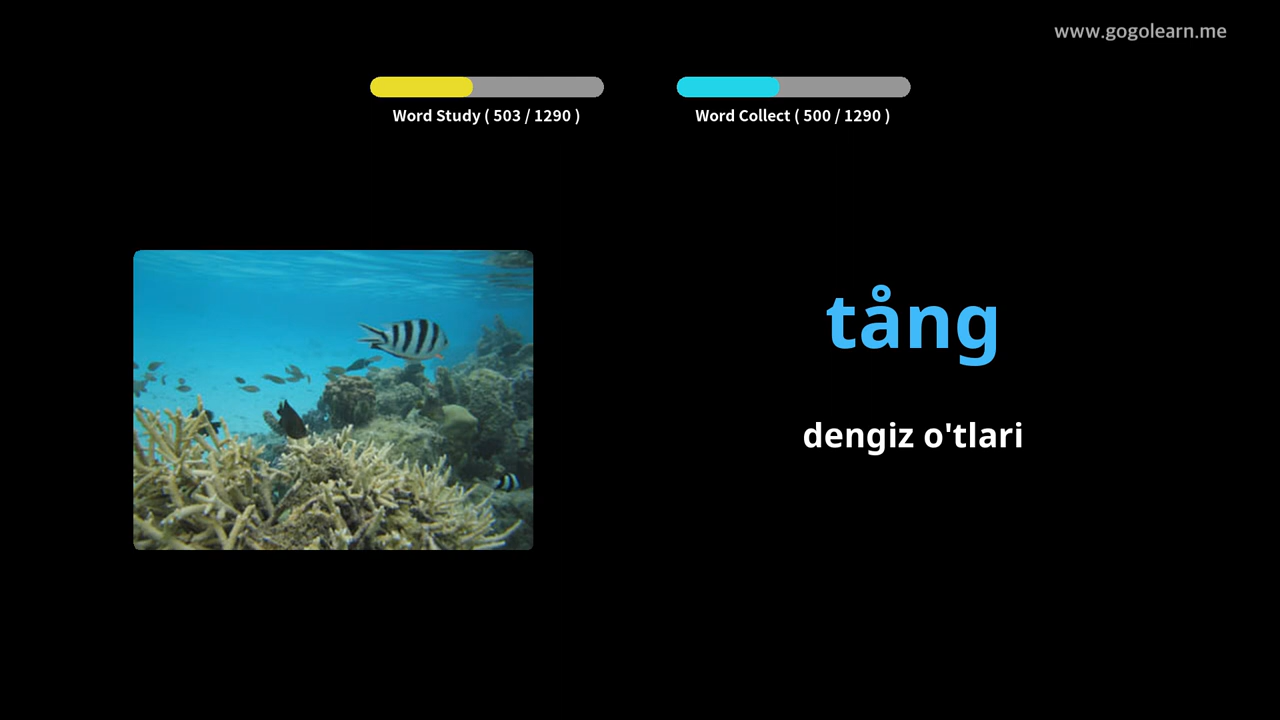 www.gogolearn.me
Word Study ( 503 / 1290 )
Word Collect ( 500 / 1290 )
tång
dengiz o'tlari